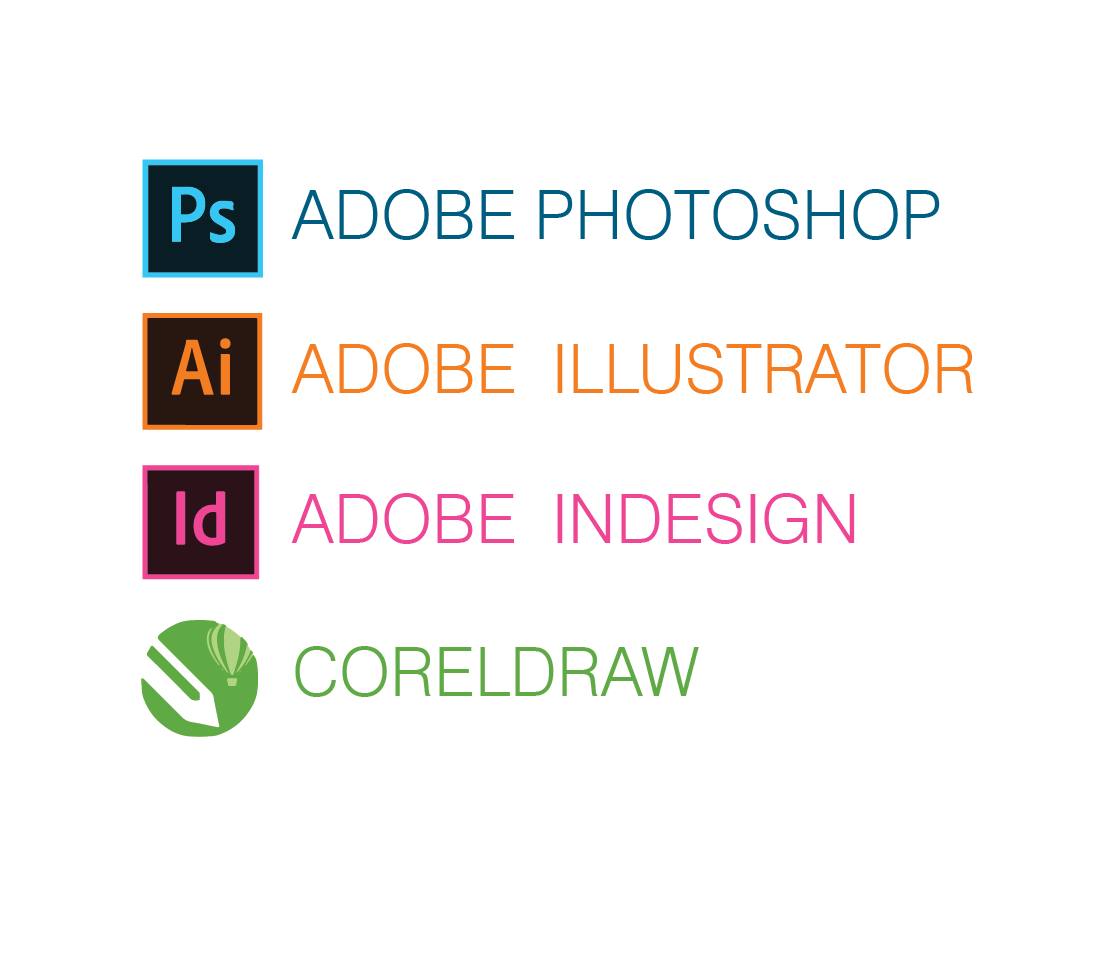 Ps ADOBE PHOTOSHOP
Ai ADOBE ILLUSTRATOR
Id ADOBE INDESIGN
CORELDRAW